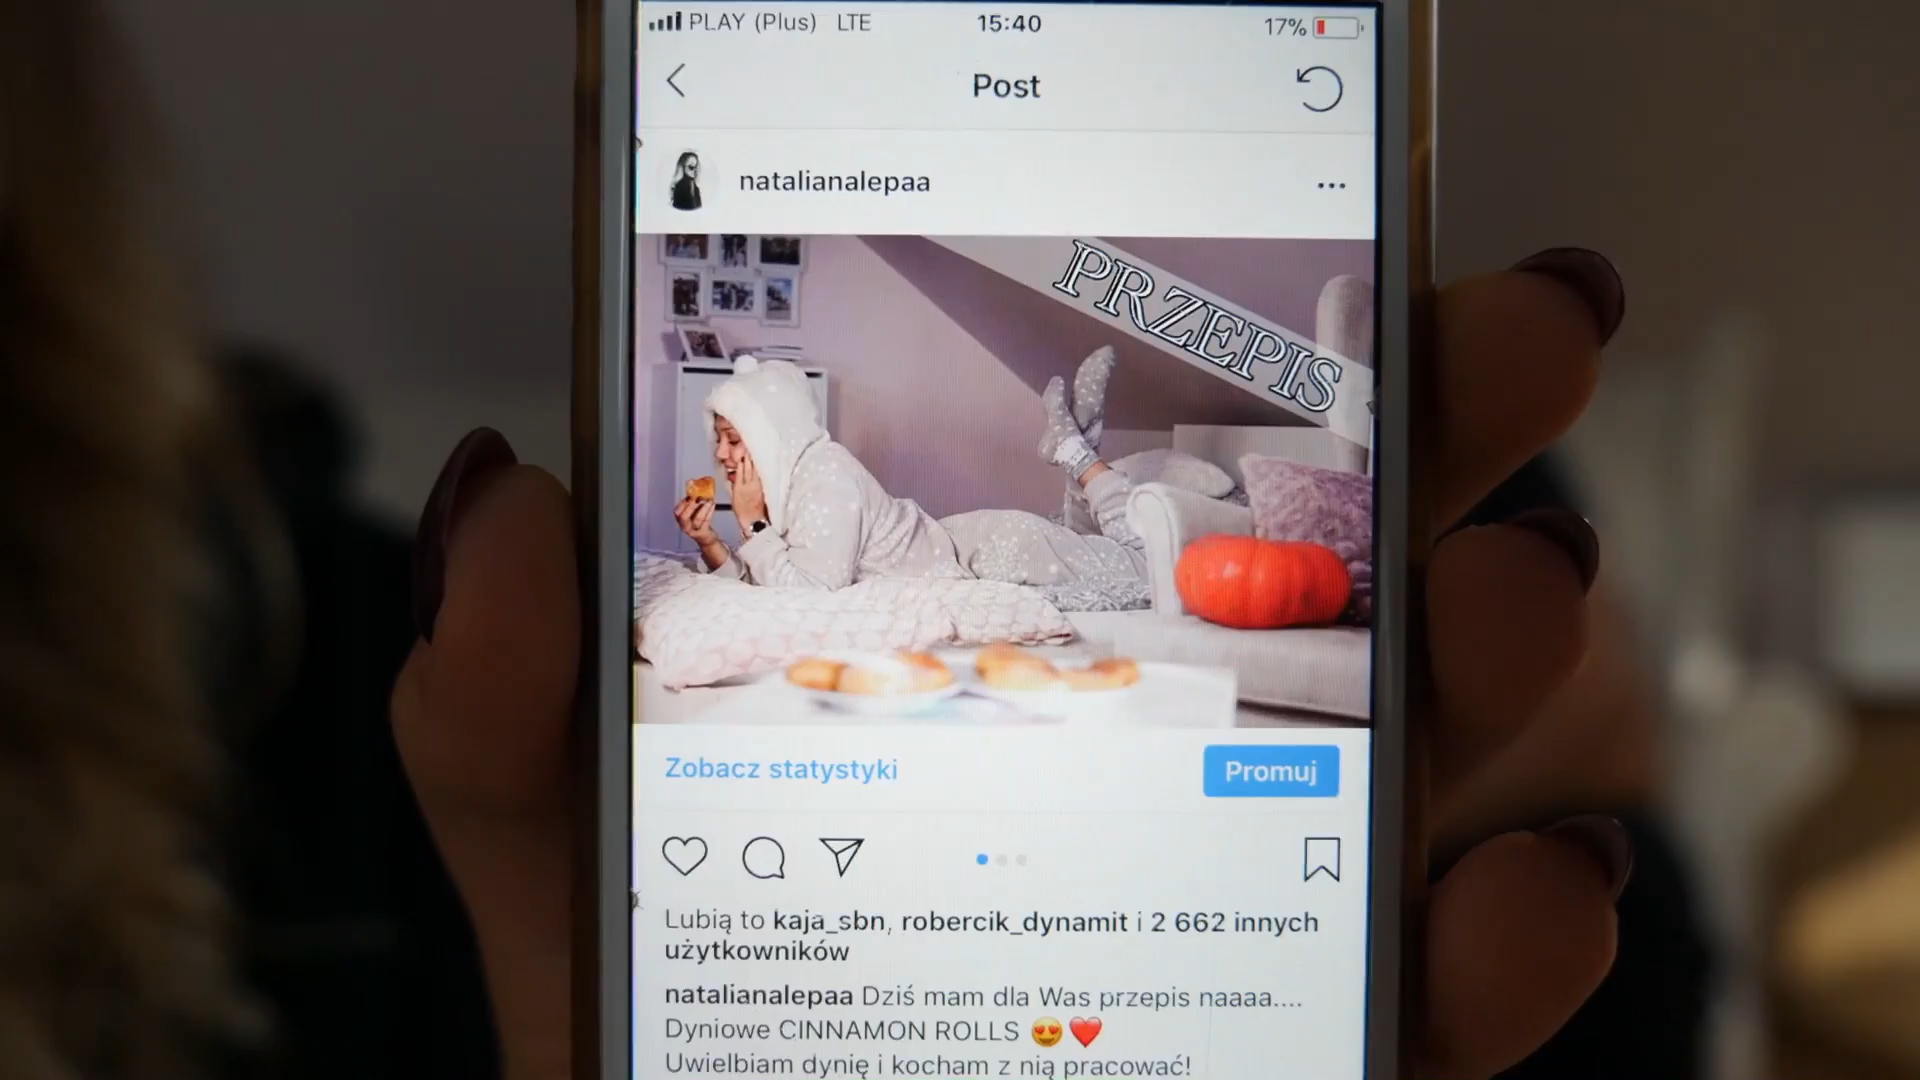 PLAY (Plus) LTE 15:40 17%
Post
natalianalepaa
PRZEPIS
Zobacz statystyki
Promuj
Lubią to kaja_sbn, robercik_dynamit i 2 662 innych
użytkowników
natalianalepaa Dziś mam dla Was przepis naaaa....
Dyniowe CINNAMON ROLLS 😍❤️
Uwielbiam dynię i kocham z nią pracować!